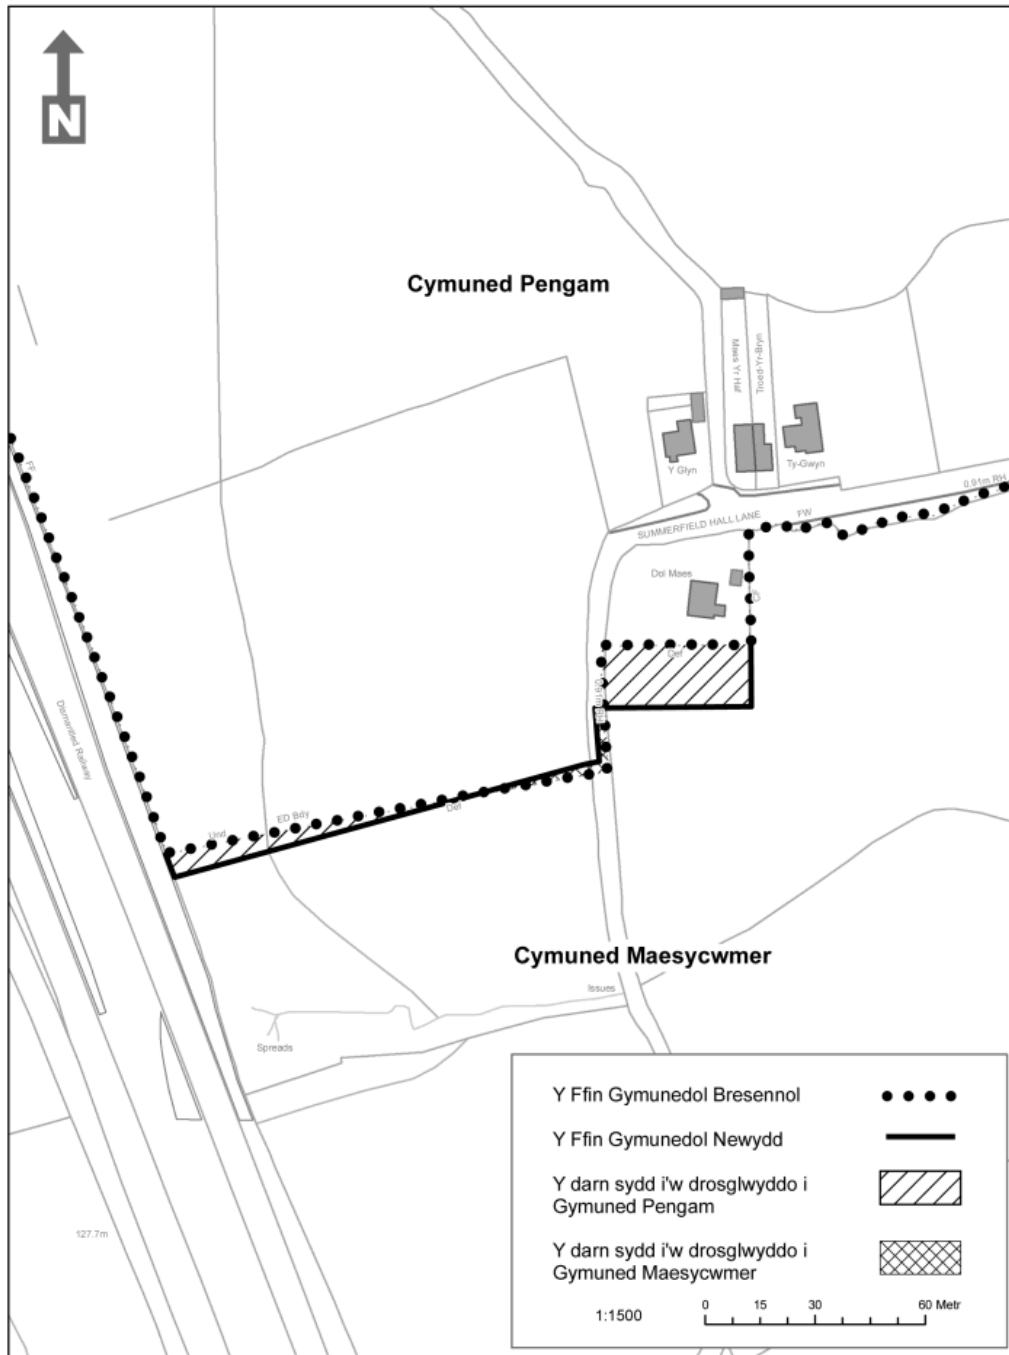 N
Cymuned Pengam
Maes Yr Haf
Troed-Yr-Bryn
Y Glyn
Ty-Gwyn
FF
0.91m RH
FW
SUMMERFIELD HALL LANE
Dol Maes
Def
0.91m RH
Dismantled Railway
Und
ED Bdy
Def
Cymuned Maesycwmer
Issues
Spreads
127.7m
Y Ffin Gymunedol Bresennol
Y Ffin Gymunedol Newydd
Y darn sydd i'w drosglwyddo i
Gymuned Pengam
Y darn sydd i'w drosglwyddo i
Gymuned Maesycwmer
1:1500
0 15 30 60 Metr